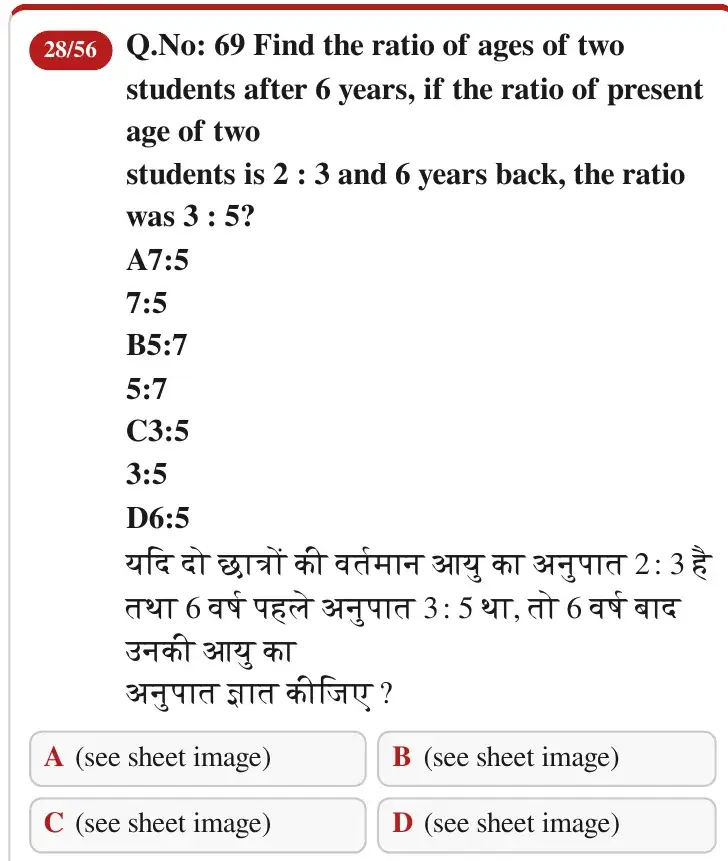 28/56 Q.No: 69 Find the ratio of ages of two
students after 6 years, if the ratio of present
age of two
students is 2 : 3 and 6 years back, the ratio
was 3 : 5?
A7:5
7:5
B5:7
5:7
C3:5
3:5
D6:5
यदि दो छात्रों की वर्तमान आयु का अनुपात 2: 3 है
तथा 6 वर्ष पहले अनुपात 3: 5 था, तो 6 वर्ष बाद
उनकी आयु का
अनुपात ज्ञात कीजिए ?
A (see sheet image) B (see sheet image)
C (see sheet image) D (see sheet image)